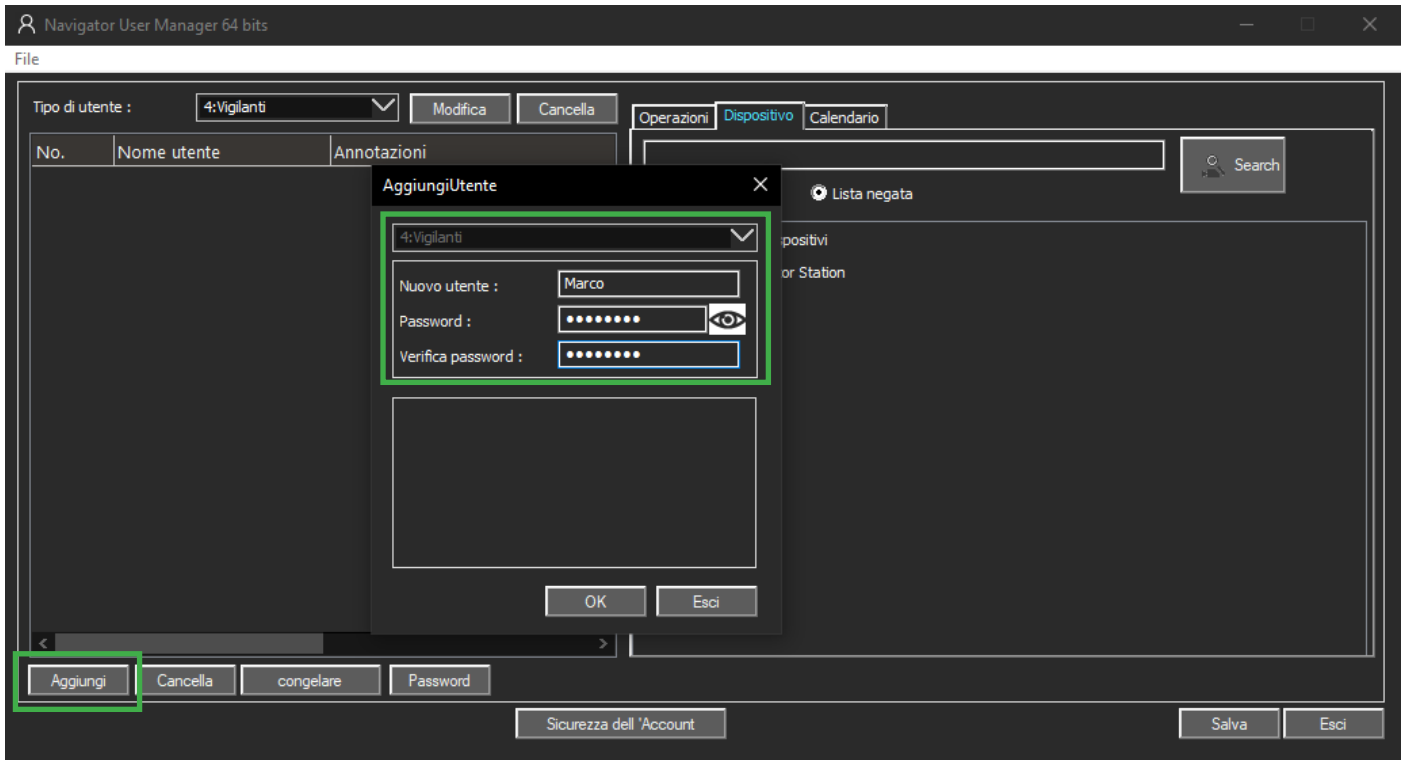 Navigator User Manager 64 bits
File
Tipo di utente :
4:Vigilanti
Modifica
Cancella
No.
Nome utente
Annotazioni
Operazioni
Dispositivo
Calendario
Search
Lista negata
positivi
or Station
AggiungiUtente
4:Vigilanti
Nuovo utente :
Marco
Password :
Verifica password :
OK
Esci
Aggiungi
Cancella
congelare
Password
Sicurezza dell 'Account
Salva
Esci